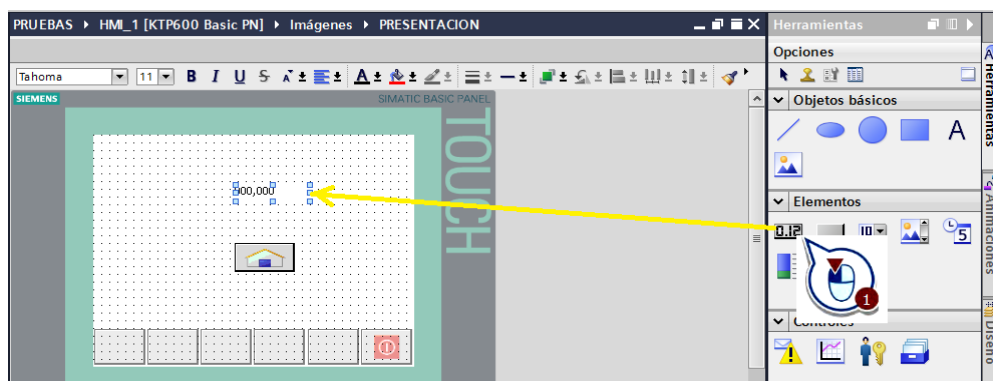 PRUEBAS ▸ HMI_1 [KTP600 Basic PN] ▸ Imágenes ▸ PRESENTACION
Herramientas
Opciones
Tahoma 11 B I U S A A
SIEMENS
SIMATIC BASIC PANEL
TOUCH
000,000
Objetos básicos
A
Elementos
0.12
10
5
1
Controles
Herramientas
Animaciones
Diseño